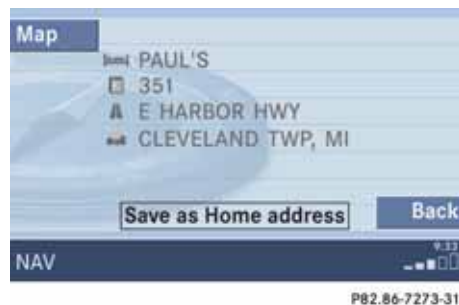 Map
PAUL'S
351
E HARBOR HWY
CLEVELAND TWP, MI
Save as Home address
Back
9:33
NAV
P82.86-7273-31